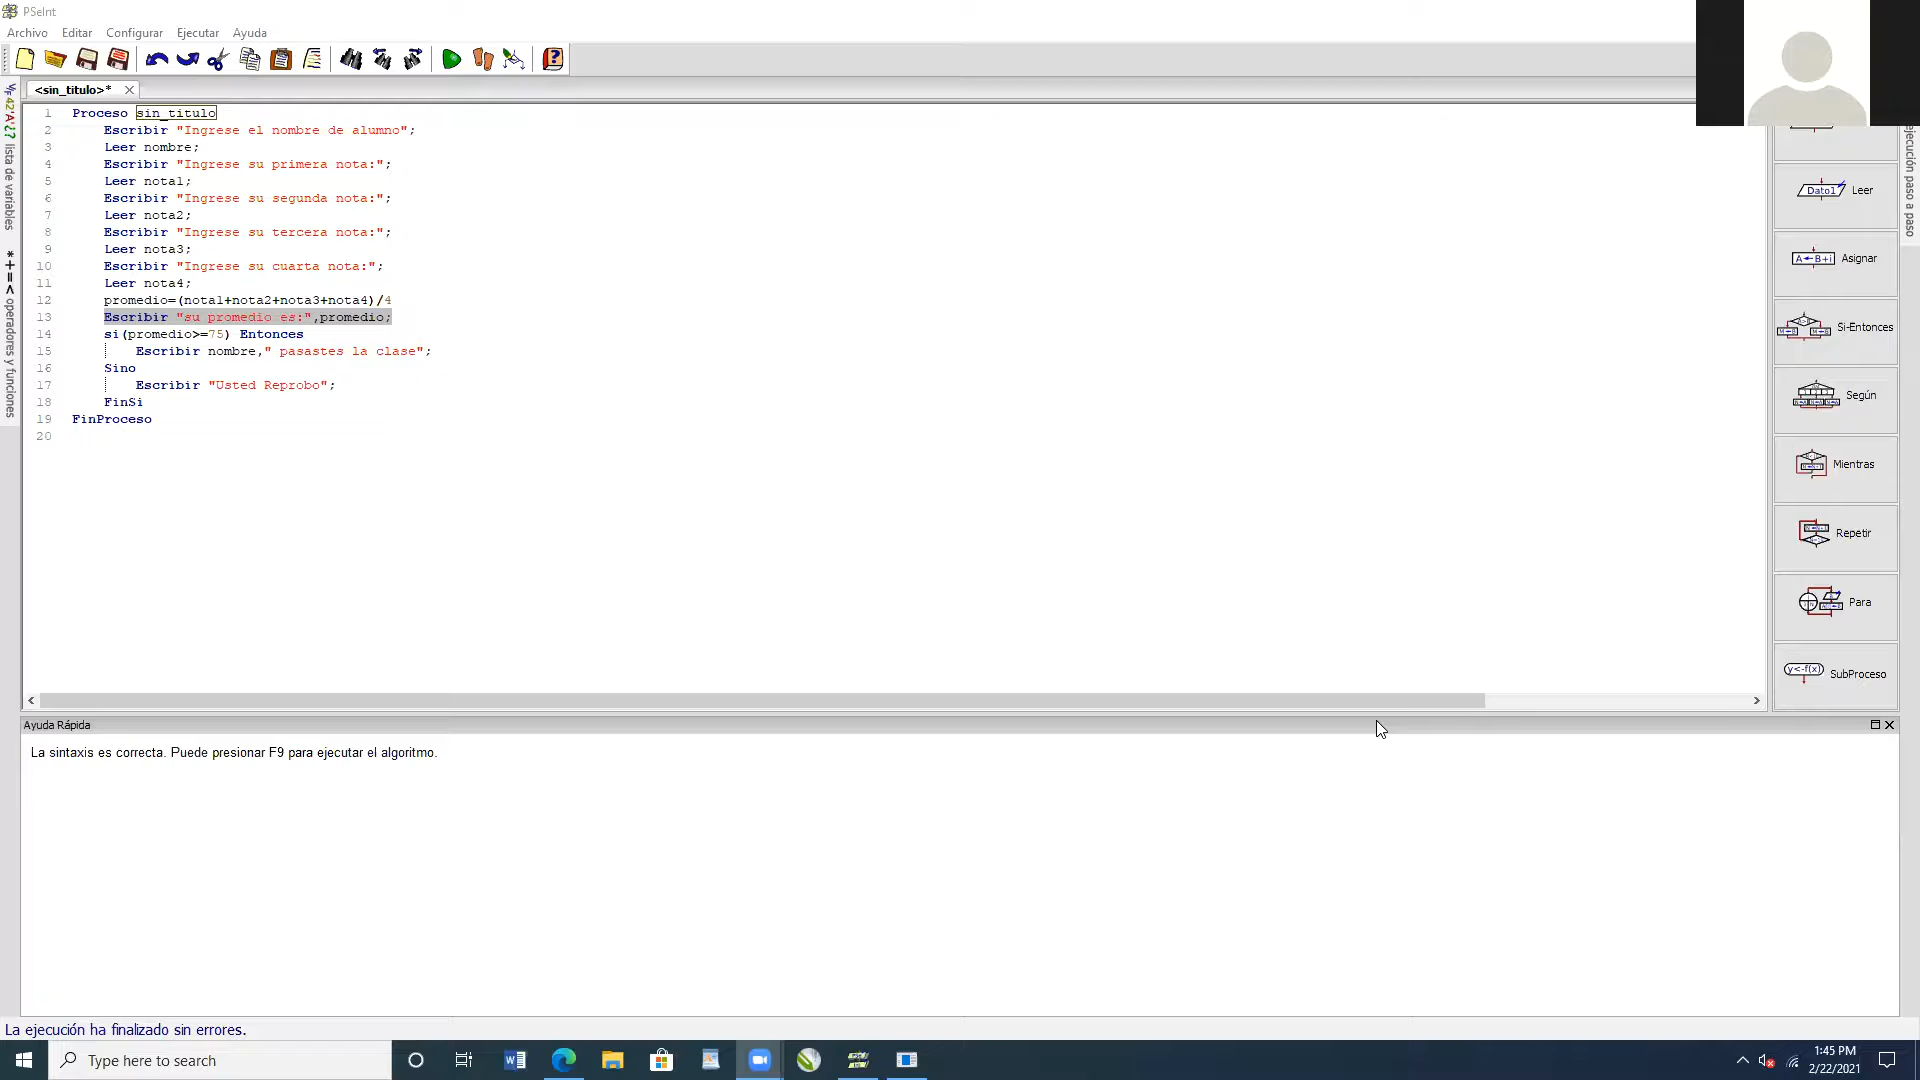 PSeInt
Archivo Editar Configurar Ejecutar Ayuda
<sin_titulo>*
1 Proceso sin_titulo
2 Escribir "Ingrese el nombre de alumno";
3 Leer nombre;
4 Escribir "Ingrese su primera nota:";
5 Leer nota1;
6 Escribir "Ingrese su segunda nota:";
7 Leer nota2;
8 Escribir "Ingrese su tercera nota:";
9 Leer nota3;
10 Escribir "Ingrese su cuarta nota:";
11 Leer nota4;
12 promedio=(nota1+nota2+nota3+nota4)/4
13 Escribir "su promedio es:",promedio;
14 si(promedio>=75) Entonces
15 Escribir nombre," pasastes la clase";
16 Sino
17 Escribir "Usted Reprobo";
18 FinSi
19 FinProceso
20
lista de variables
*+=< operadores y funciones
ejecución paso a paso
Dato1 Leer
A B+i Asignar
Si-Entonces
Según
Mientras
Repetir
Para
y<-f(x) SubProceso
Ayuda Rápida
La sintaxis es correcta. Puede presionar F9 para ejecutar el algoritmo.
La ejecución ha finalizado sin errores.
Type here to search
1:45 PM
2/22/2021